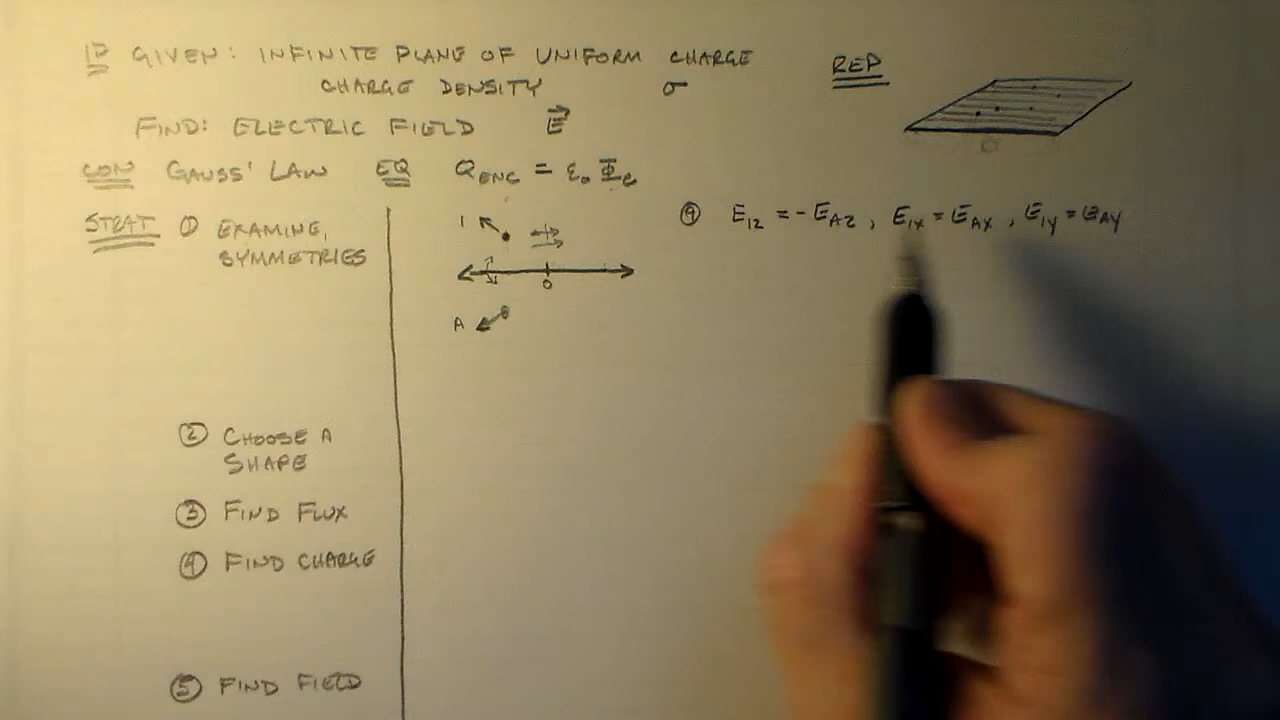 ID GIVEN: INFINITE PLANE OF UNIFORM CHARGE
CHARGE DENSITY σ
FIND: ELECTRIC FIELD E⃗
CON GAUSS' LAW EQ Q_ENC = ε₀ Φ_e
STRAT ① EXAMINE,
SYMMETRIES
② CHOOSE A
SHAPE
③ FIND FLUX
④ FIND CHARGE
⑤ FIND FIELD
1
0
A
REP
E_1Z = -E_AZ, E_1X = E_AX, E_1Y = E_AY